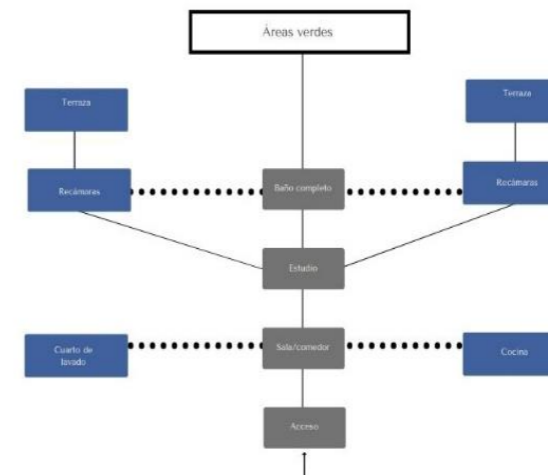 Áreas verdes
Terraza
Terraza
Recámaras
Baño completo
Recámaras
Estudio
Cuarto de
lavado
Sala/comedor
Cocina
Acceso